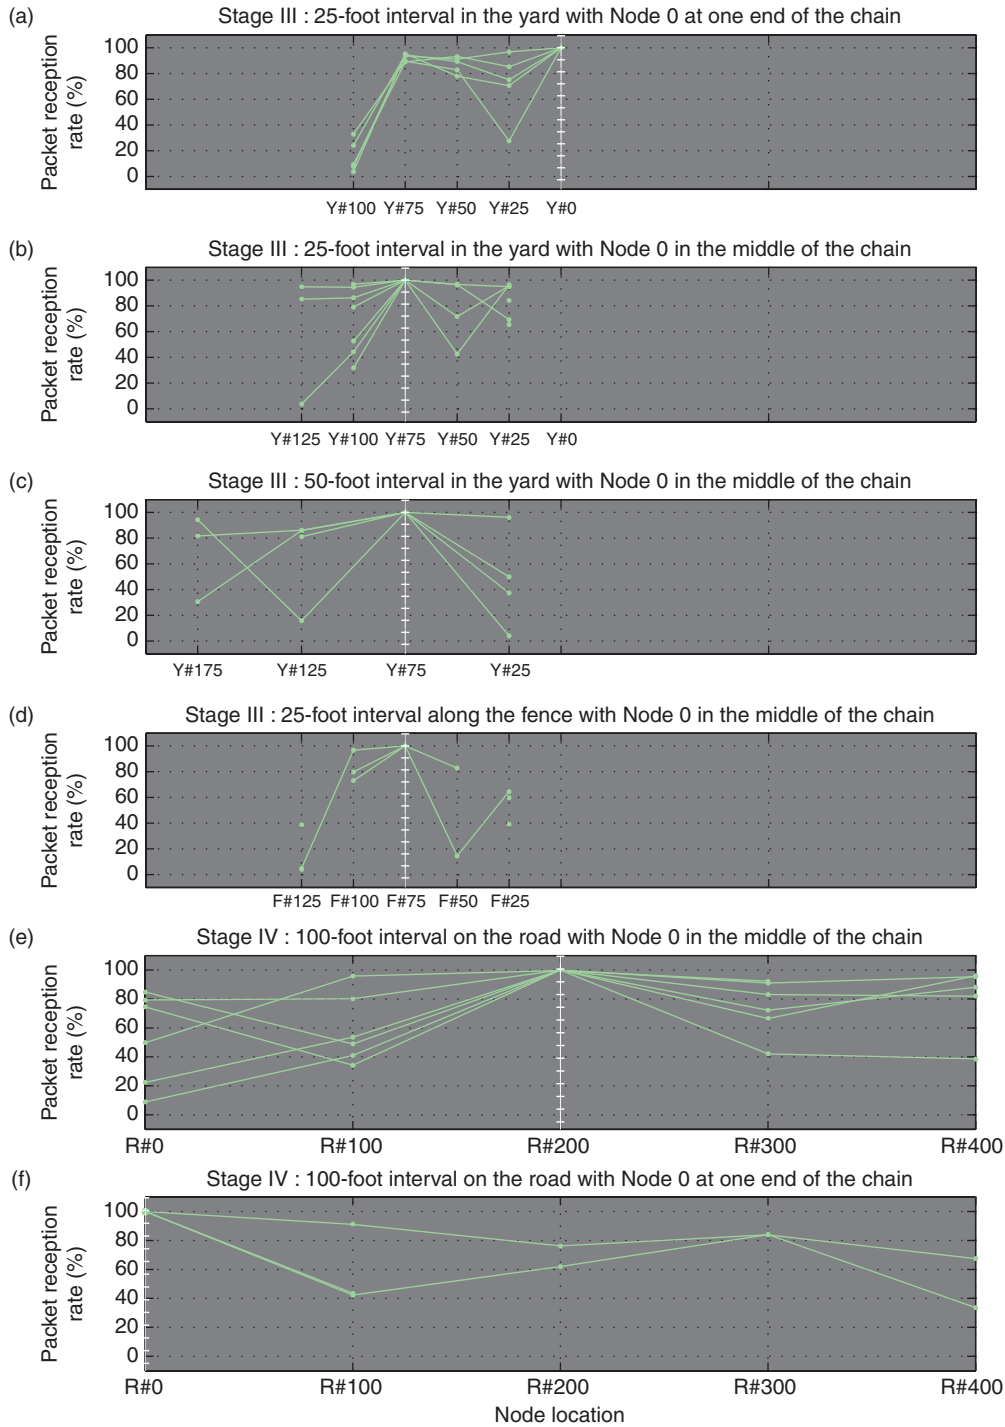 (a) Stage III : 25-foot interval in the yard with Node 0 at one end of the chain
Packet reception
rate (%)
100
80
60
40
20
0
Y#100 Y#75 Y#50 Y#25 Y#0
(b) Stage III : 25-foot interval in the yard with Node 0 in the middle of the chain
Packet reception
rate (%)
100
80
60
40
20
0
Y#125 Y#100 Y#75 Y#50 Y#25 Y#0
(c) Stage III : 50-foot interval in the yard with Node 0 in the middle of the chain
Packet reception
rate (%)
100
80
60
40
20
0
Y#175 Y#125 Y#75 Y#25
(d) Stage III : 25-foot interval along the fence with Node 0 in the middle of the chain
Packet reception
rate (%)
100
80
60
40
20
0
F#125 F#100 F#75 F#50 F#25
(e) Stage IV : 100-foot interval on the road with Node 0 in the middle of the chain
Packet reception
rate (%)
100
80
60
40
20
0
R#0 R#100 R#200 R#300 R#400
(f) Stage IV : 100-foot interval on the road with Node 0 at one end of the chain
Packet reception
rate (%)
100
80
60
40
20
0
R#0 R#100 R#200 R#300 R#400
Node location